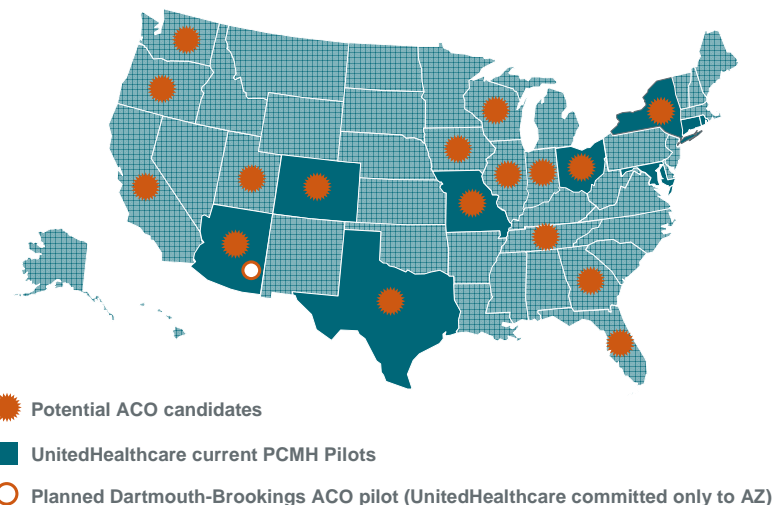 Potential ACO candidates
UnitedHealthcare current PCMH Pilots
Planned Dartmouth-Brookings ACO pilot (UnitedHealthcare committed only to AZ)